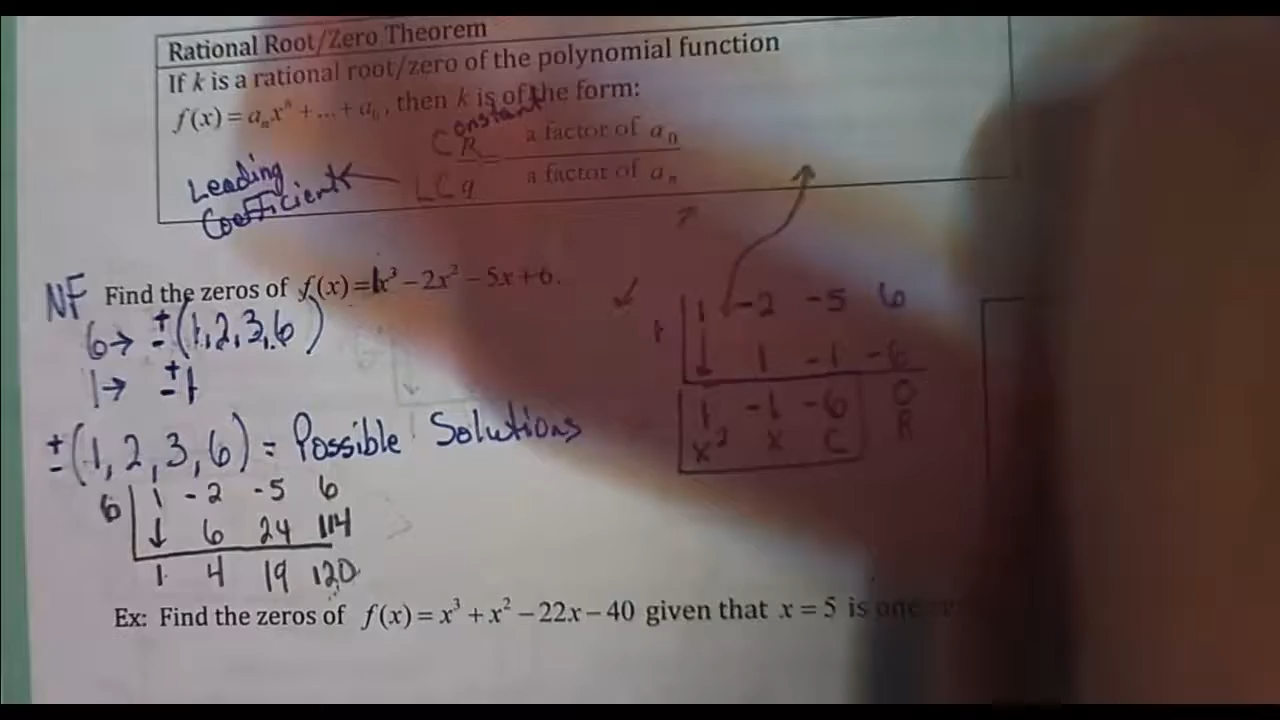 Rational Root/Zero Theorem
If k is a rational root/zero of the polynomial function
f(x) = aₙxⁿ + ... + a₀, then k is of the form:
Constant
C P = a factor of a₀
LC q a factor of aₙ
Leading
Coefficient
NF Find the zeros of f(x)=1x³ − 2x² − 5x + 6.
6→ ±(1,2,3,6)
1→ ±1
±(1,2,3,6) = Possible Solutions
6 1 -2 -5 6
↓ 6 24 114
1 4 19 120
1 1 -2 -5 6
↓ 1 -1 -6
1 -1 -6 0
x² x C R
Ex: Find the zeros of f(x) = x³ + x² − 22x − 40 given that x = 5 is one